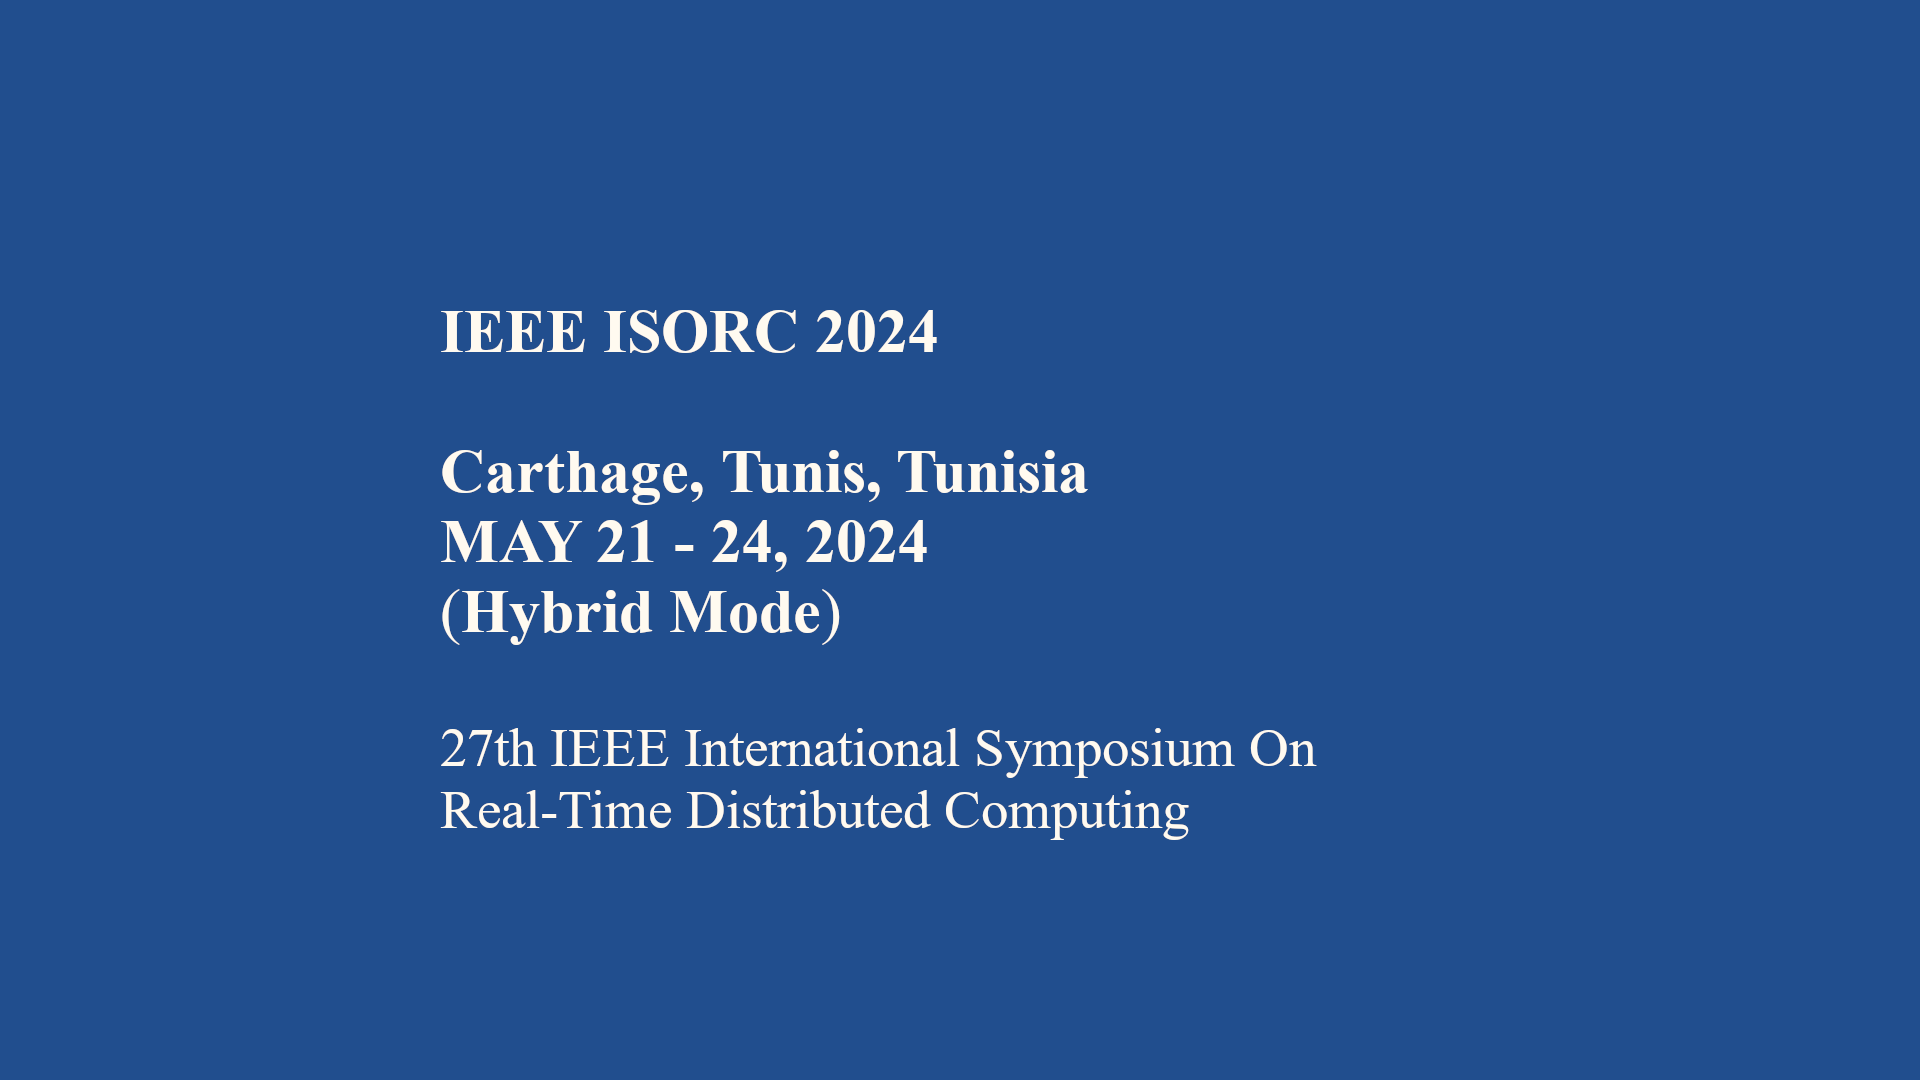 IEEE ISORC 2024
Carthage, Tunis, Tunisia
MAY 21 - 24, 2024
(Hybrid Mode)
27th IEEE International Symposium On
Real-Time Distributed Computing